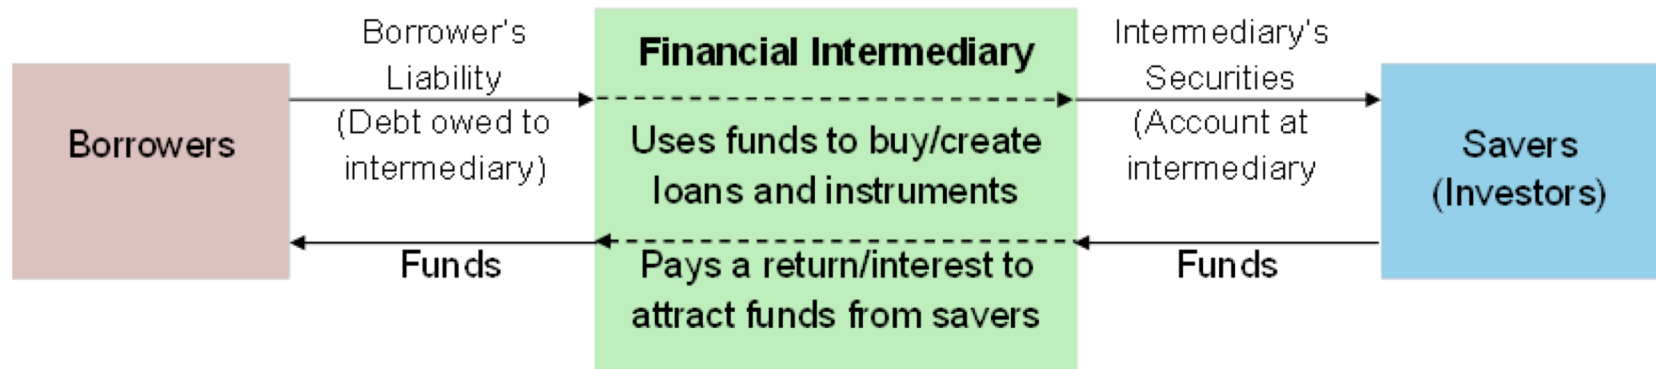 Borrowers
Borrower's
Liability
(Debt owed to
intermediary)
Funds
Financial Intermediary
Uses funds to buy/create
loans and instruments
Pays a return/interest to
attract funds from savers
Intermediary's
Securities
(Account at
intermediary
Funds
Savers
(Investors)